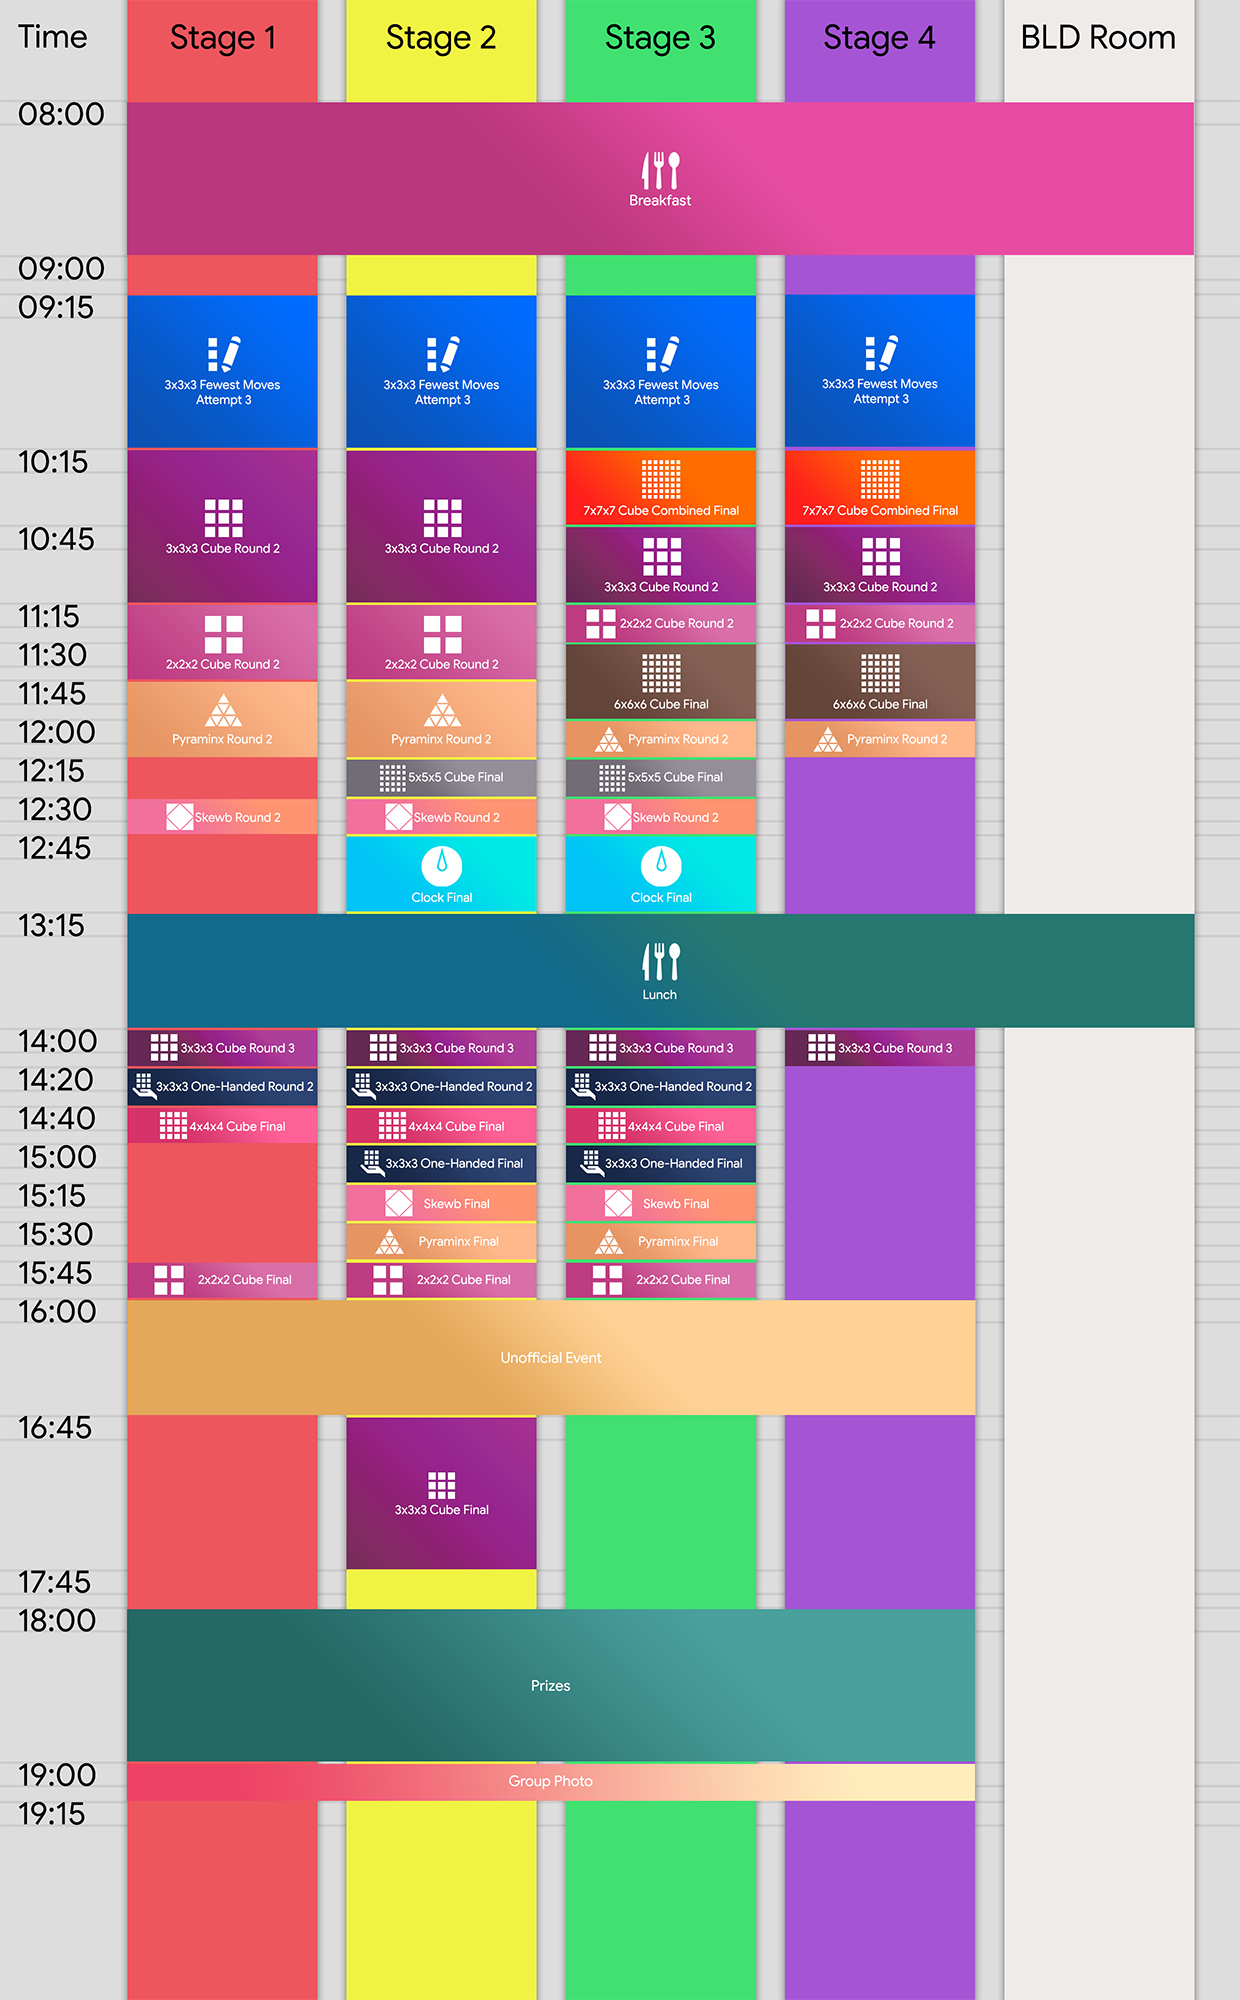 Time Stage 1 Stage 2 Stage 3 Stage 4 BLD Room
08:00
Breakfast
09:00
09:15
3x3x3 Fewest Moves 3x3x3 Fewest Moves 3x3x3 Fewest Moves 3x3x3 Fewest Moves
Attempt 3 Attempt 3 Attempt 3 Attempt 3
10:15
7x7x7 Cube Combined Final 7x7x7 Cube Combined Final
10:45
3x3x3 Cube Round 2 3x3x3 Cube Round 2
3x3x3 Cube Round 2 3x3x3 Cube Round 2
11:15
2x2x2 Cube Round 2 2x2x2 Cube Round 2
11:30
2x2x2 Cube Round 2 2x2x2 Cube Round 2
11:45
6x6x6 Cube Final 6x6x6 Cube Final
12:00
Pyraminx Round 2 Pyraminx Round 2 Pyraminx Round 2 Pyraminx Round 2
12:15
5x5x5 Cube Final 5x5x5 Cube Final
12:30
Skewb Round 2 Skewb Round 2 Skewb Round 2
12:45
Clock Final Clock Final
13:15
Lunch
14:00
3x3x3 Cube Round 3 3x3x3 Cube Round 3 3x3x3 Cube Round 3 3x3x3 Cube Round 3
14:20
3x3x3 One-Handed Round 2 3x3x3 One-Handed Round 2 3x3x3 One-Handed Round 2
14:40
4x4x4 Cube Final 4x4x4 Cube Final 4x4x4 Cube Final
15:00
3x3x3 One-Handed Final 3x3x3 One-Handed Final
15:15
Skewb Final Skewb Final
15:30
Pyraminx Final Pyraminx Final
15:45
2x2x2 Cube Final 2x2x2 Cube Final 2x2x2 Cube Final
16:00
Unofficial Event
16:45
3x3x3 Cube Final
17:45
18:00
Prizes
19:00
Group Photo
19:15